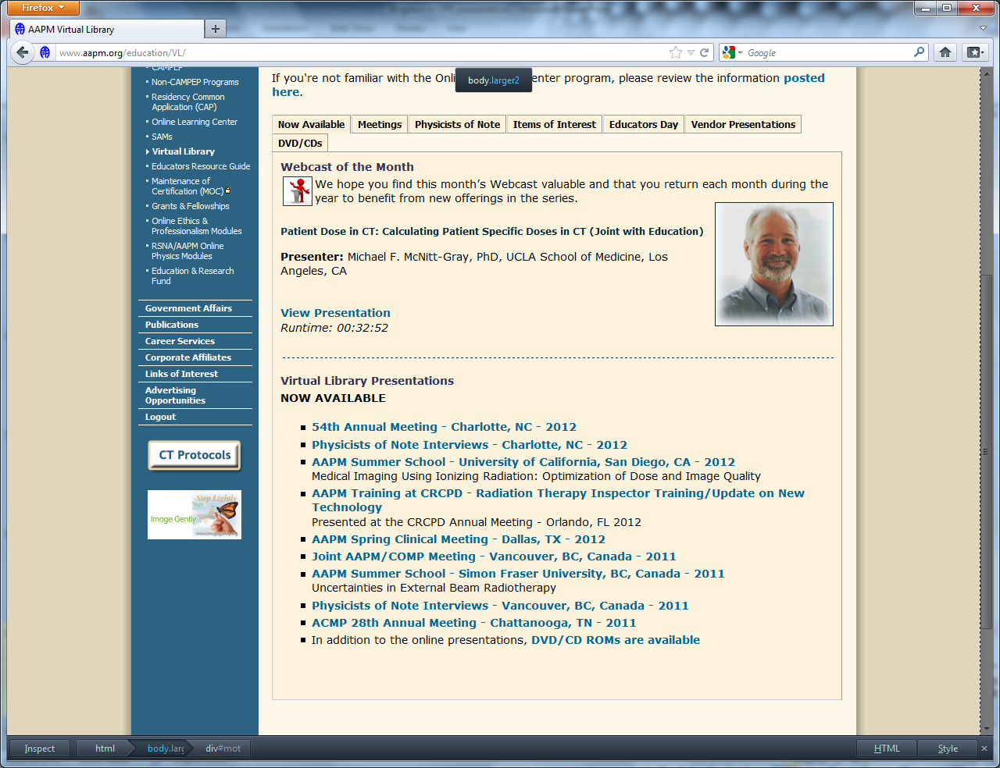 Firefox
AAPM Virtual Library
www.aapm.org/education/VL/
Google
CAMPEP
Non-CAMPEP Programs
Residency Common
Application (CAP)
Online Learning Center
SAMs
Virtual Library
Educators Resource Guide
Maintenance of
Certification (MOC)
Grants & Fellowships
Online Ethics &
Professionalism Modules
RSNA/AAPM Online
Physics Modules
Education & Research
Fund
Government Affairs
Publications
Career Services
Corporate Affiliates
Links of Interest
Advertising
Opportunities
Logout
CT Protocols
Step Lightly
Image Gently
If you're not familiar with the Onli
body.larger2
enter program, please review the information posted
here.
Now Available
Meetings
Physicists of Note
Items of Interest
Educators Day
Vendor Presentations
DVD/CDs
Webcast of the Month
We hope you find this month's Webcast valuable and that you return each month during the
year to benefit from new offerings in the series.
Patient Dose in CT: Calculating Patient Specific Doses in CT (Joint with Education)
Presenter: Michael F. McNitt-Gray, PhD, UCLA School of Medicine, Los
Angeles, CA
View Presentation
Runtime: 00:32:52
Virtual Library Presentations
NOW AVAILABLE
54th Annual Meeting - Charlotte, NC - 2012
Physicists of Note Interviews - Charlotte, NC - 2012
AAPM Summer School - University of California, San Diego, CA - 2012
Medical Imaging Using Ionizing Radiation: Optimization of Dose and Image Quality
AAPM Training at CRCPD - Radiation Therapy Inspector Training/Update on New
Technology
Presented at the CRCPD Annual Meeting - Orlando, FL 2012
AAPM Spring Clinical Meeting - Dallas, TX - 2012
Joint AAPM/COMP Meeting - Vancouver, BC, Canada - 2011
AAPM Summer School - Simon Fraser University, BC, Canada - 2011
Uncertainties in External Beam Radiotherapy
Physicists of Note Interviews - Vancouver, BC, Canada - 2011
ACMP 28th Annual Meeting - Chattanooga, TN - 2011
In addition to the online presentations, DVD/CD ROMs are available
Inspect
html
body.larg
div#mot
HTML
Style